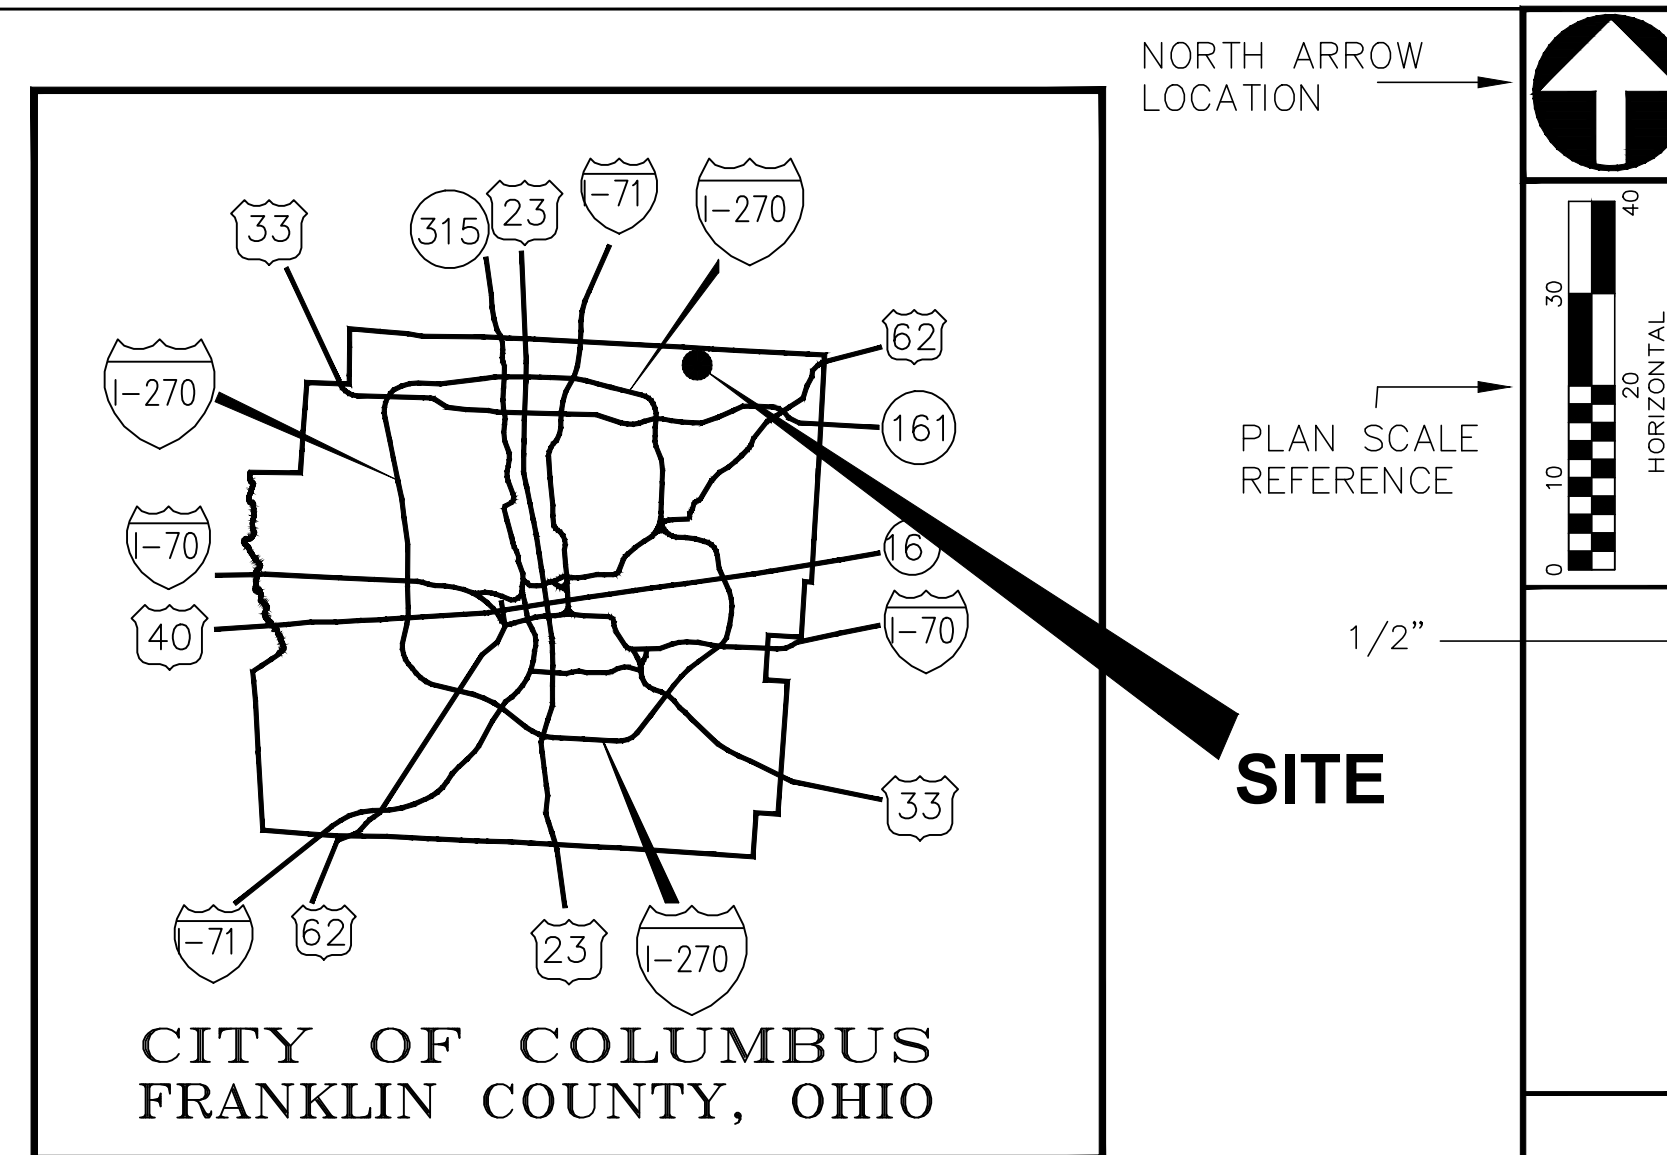 NORTH ARROW
LOCATION
33
315
23
I-71
I-270
62
I-270
161
I-70
16
40
I-70
33
I-71
62
23
I-270
CITY OF COLUMBUS
FRANKLIN COUNTY, OHIO
SITE
PLAN SCALE
REFERENCE
1/2"
0
10
20
30
40
HORIZONTAL